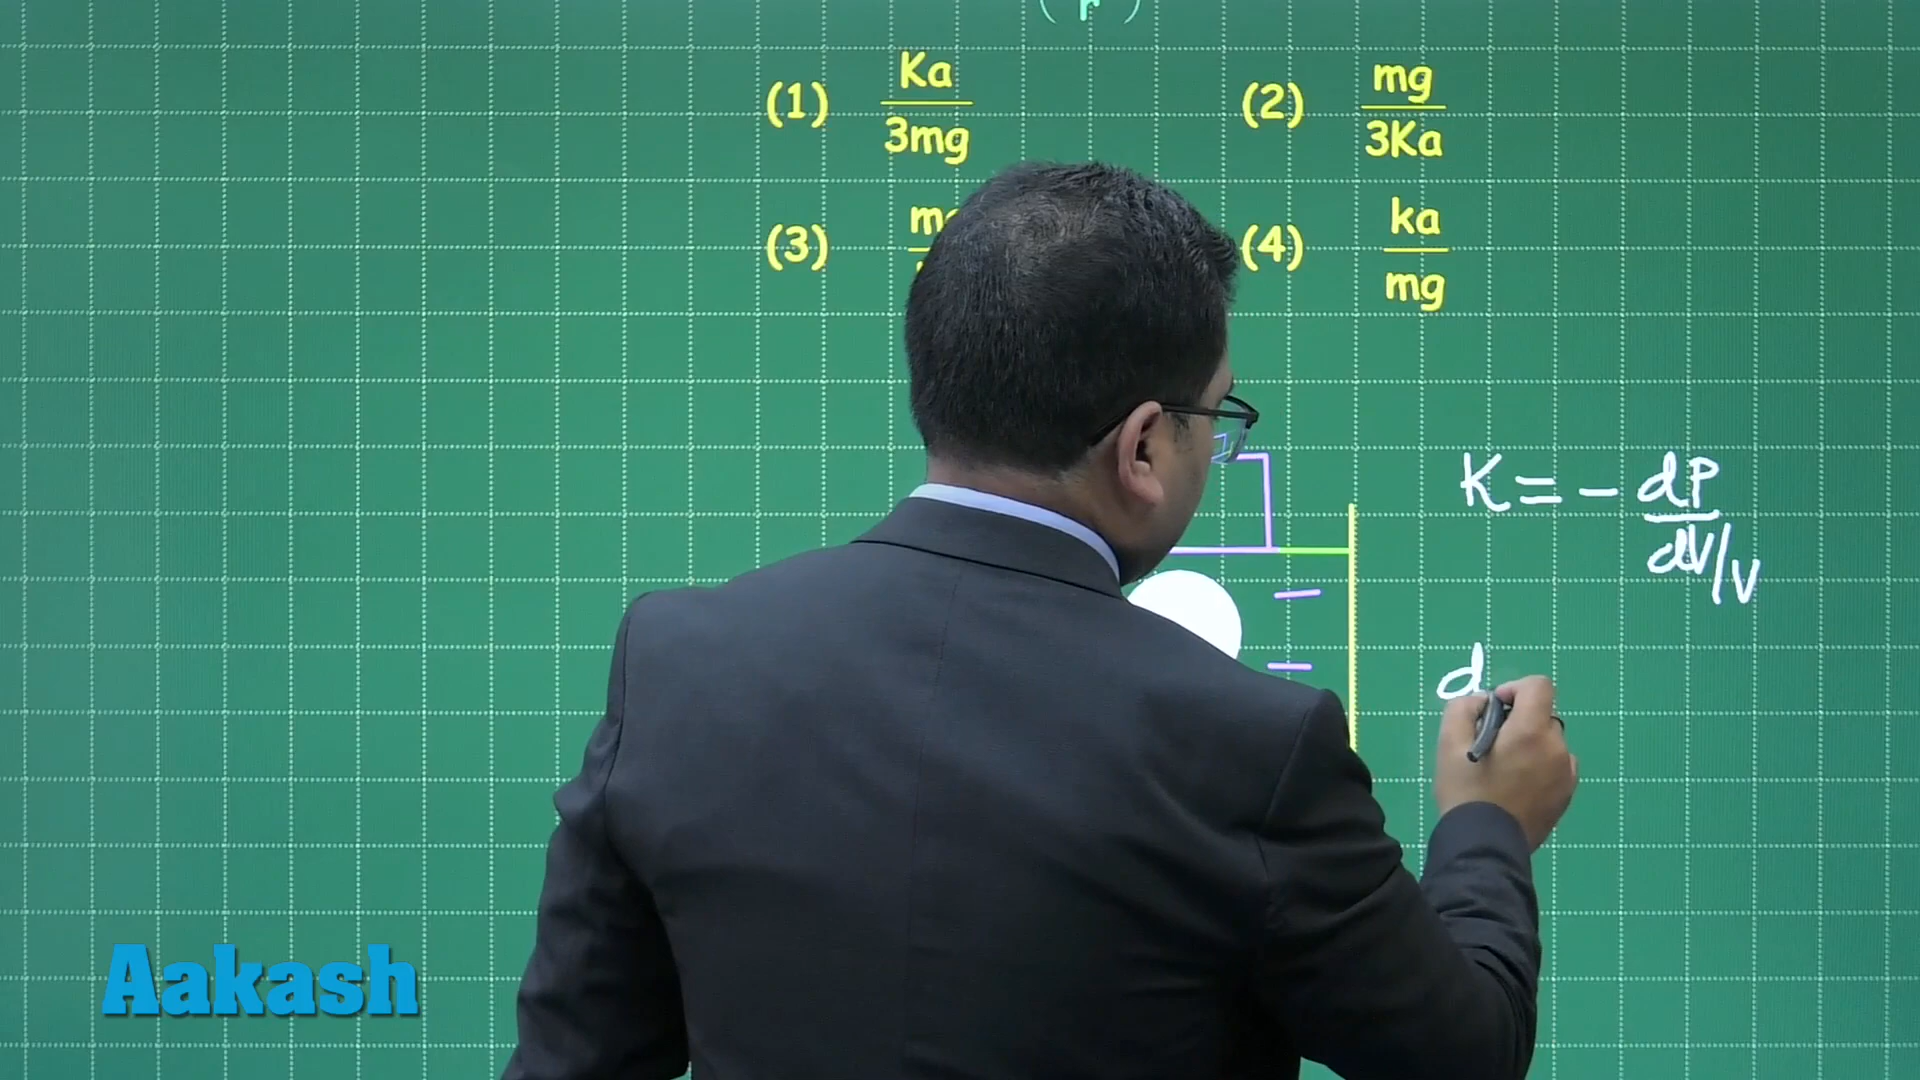 (1) Ka/3mg (2) mg/3Ka
(3) (4) ka/mg
K = - dP/dV/V
d
Aakash